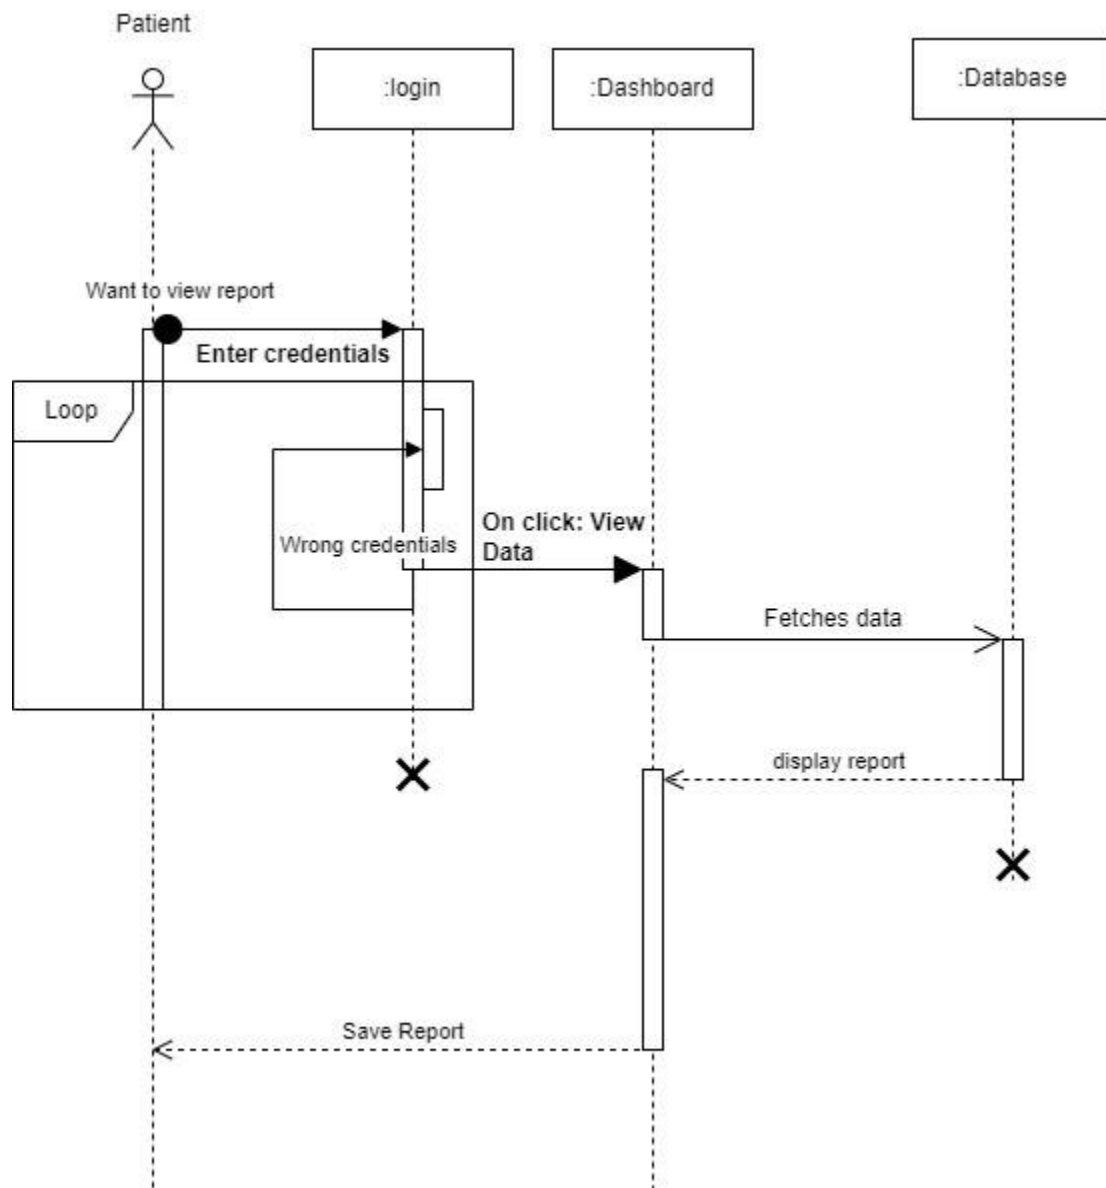 Patient
:login
:Dashboard
:Database
Want to view report
Enter credentials
Loop
On click: View
Data
Wrong credentials
Fetches data
display report
Save Report